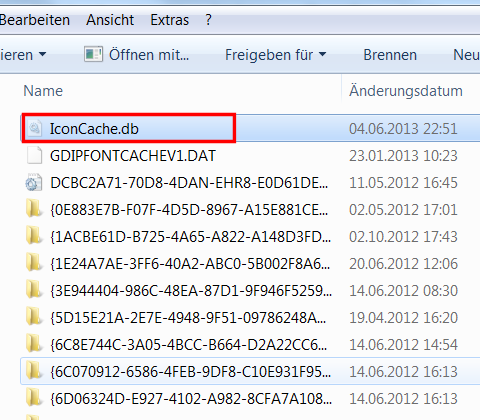 Bearbeiten Ansicht Extras ?
ieren Öffnen mit... Freigeben für Brennen Neu
Name Änderungsdatum
IconCache.db 04.06.2013 22:51
GDIPFONTCACHEV1.DAT 23.01.2013 10:23
DCBC2A71-70D8-4DAN-EHR8-E0D61DE... 11.05.2012 16:45
{0E883E7B-F07F-4D5D-8967-A15E881CE... 02.05.2012 17:01
{1ACBE61D-B725-4A65-A822-A148D3FD... 02.10.2012 17:43
{1E24A7AE-3FF6-40A2-ABC0-5B002F8A6... 20.06.2012 12:06
{3E944404-986C-48EA-87D1-9F946F5259... 14.06.2012 08:30
{5D15E21A-2E7E-4948-9F51-09786248A... 19.04.2012 16:40
{6C8E744C-3A05-4BCC-B664-D2A22CC6... 14.06.2012 14:54
{6C070912-6586-4FEB-9DF8-C10E931F95... 14.06.2012 16:13
{6D06324D-E927-4102-A982-8CFA7A108... 14.06.2012 16:13